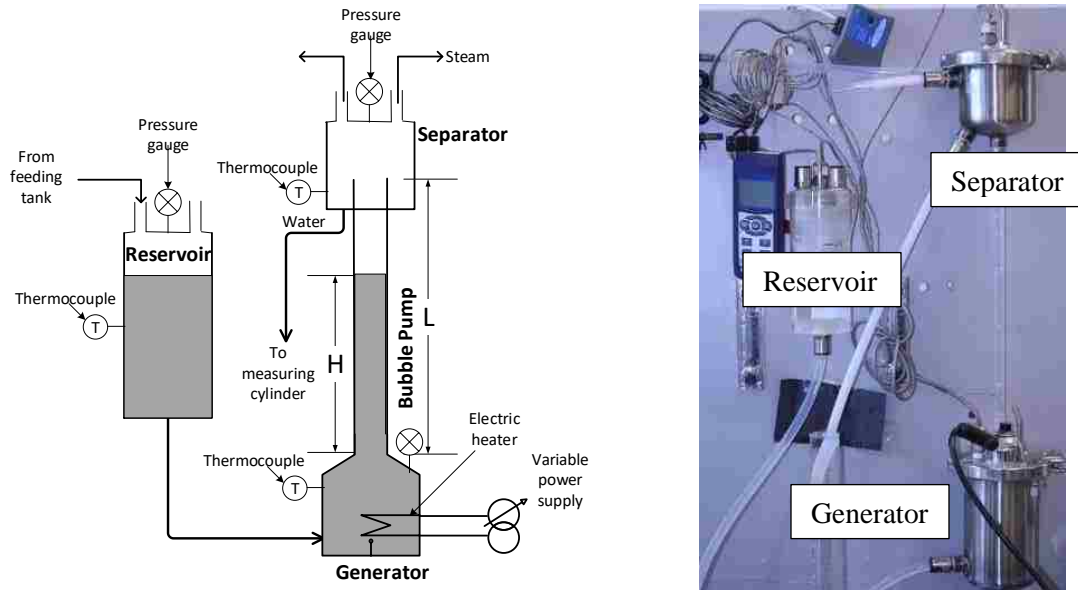 Pressure
gauge
Steam
Separator
Pressure
gauge
From
feeding
tank
Thermocouple
T
Water
Reservoir
Thermocouple
T
H
L
Bubble Pump
To
measuring
cylinder
Electric
heater
Thermocouple
T
Variable
power
supply
Generator
Separator
Reservoir
Generator